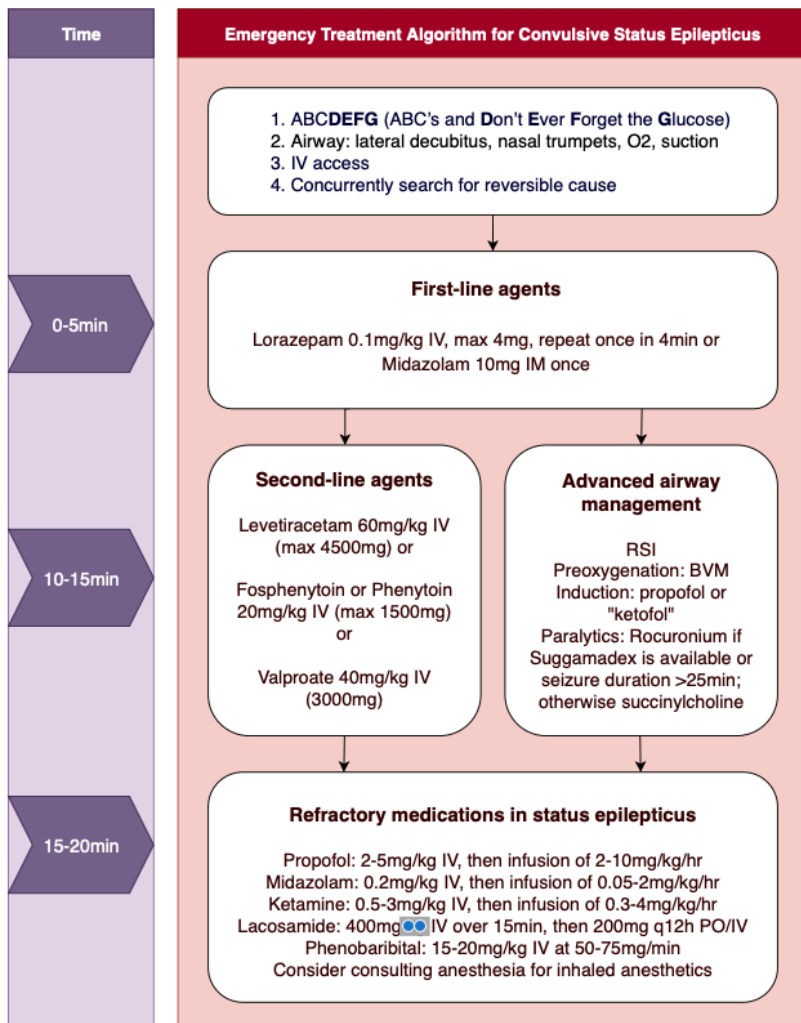 Time
Emergency Treatment Algorithm for Convulsive Status Epilepticus
1. ABCDEFG (ABC's and Don't Ever Forget the Glucose)
2. Airway: lateral decubitus, nasal trumpets, O2, suction
3. IV access
4. Concurrently search for reversible cause
0-5min
First-line agents
Lorazepam 0.1mg/kg IV, max 4mg, repeat once in 4min or
Midazolam 10mg IM once
10-15min
Second-line agents
Levetiracetam 60mg/kg IV
(max 4500mg) or
Fosphenytoin or Phenytoin
20mg/kg IV (max 1500mg)
or
Valproate 40mg/kg IV
(3000mg)
Advanced airway
management
RSI
Preoxygenation: BVM
Induction: propofol or
"ketofol"
Paralytics: Rocuronium if
Suggamadex is available or
seizure duration >25min;
otherwise succinylcholine
15-20min
Refractory medications in status epilepticus
Propofol: 2-5mg/kg IV, then infusion of 2-10mg/kg/hr
Midazolam: 0.2mg/kg IV, then infusion of 0.05-2mg/kg/hr
Ketamine: 0.5-3mg/kg IV, then infusion of 0.3-4mg/kg/hr
Lacosamide: 400mg IV over 15min, then 200mg q12h PO/IV
Phenobaribital: 15-20mg/kg IV at 50-75mg/min
Consider consulting anesthesia for inhaled anesthetics